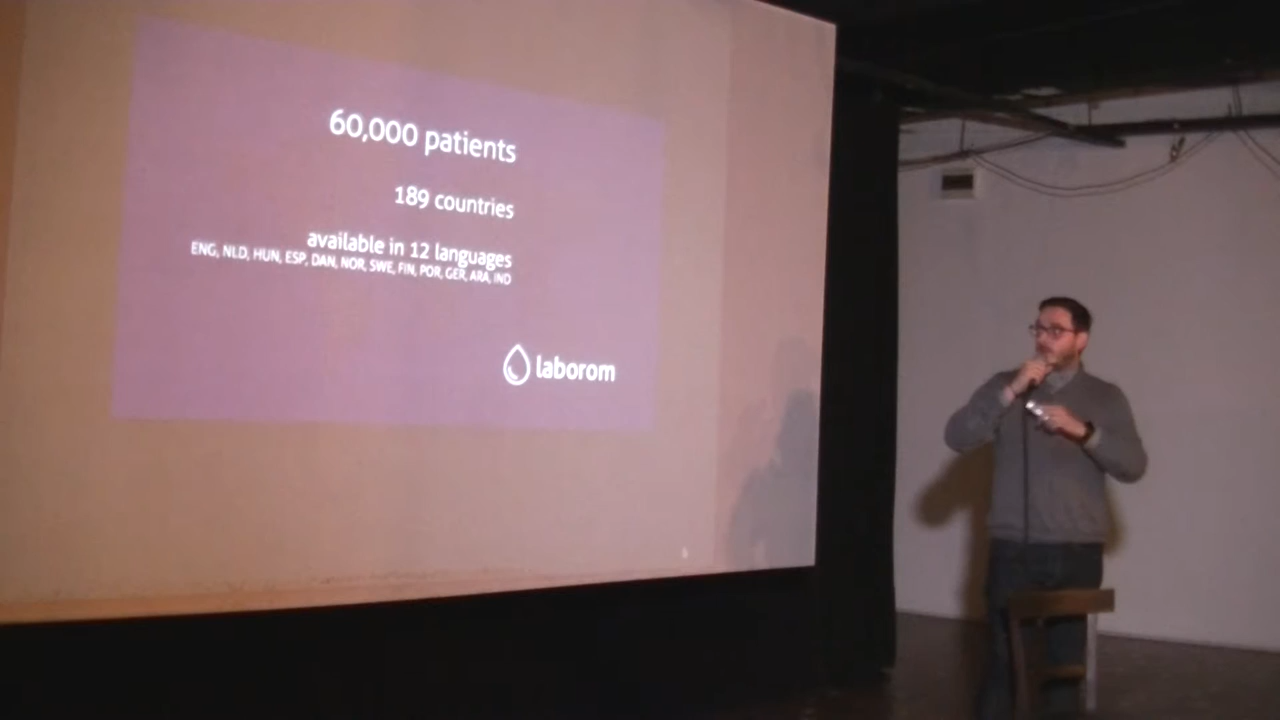 60,000 patients
189 countries
available in 12 languages
ENG, NLD, HUN, ESP, DAN, NOR, SWE, FIN, POR, GER, ARA, IND
laborom